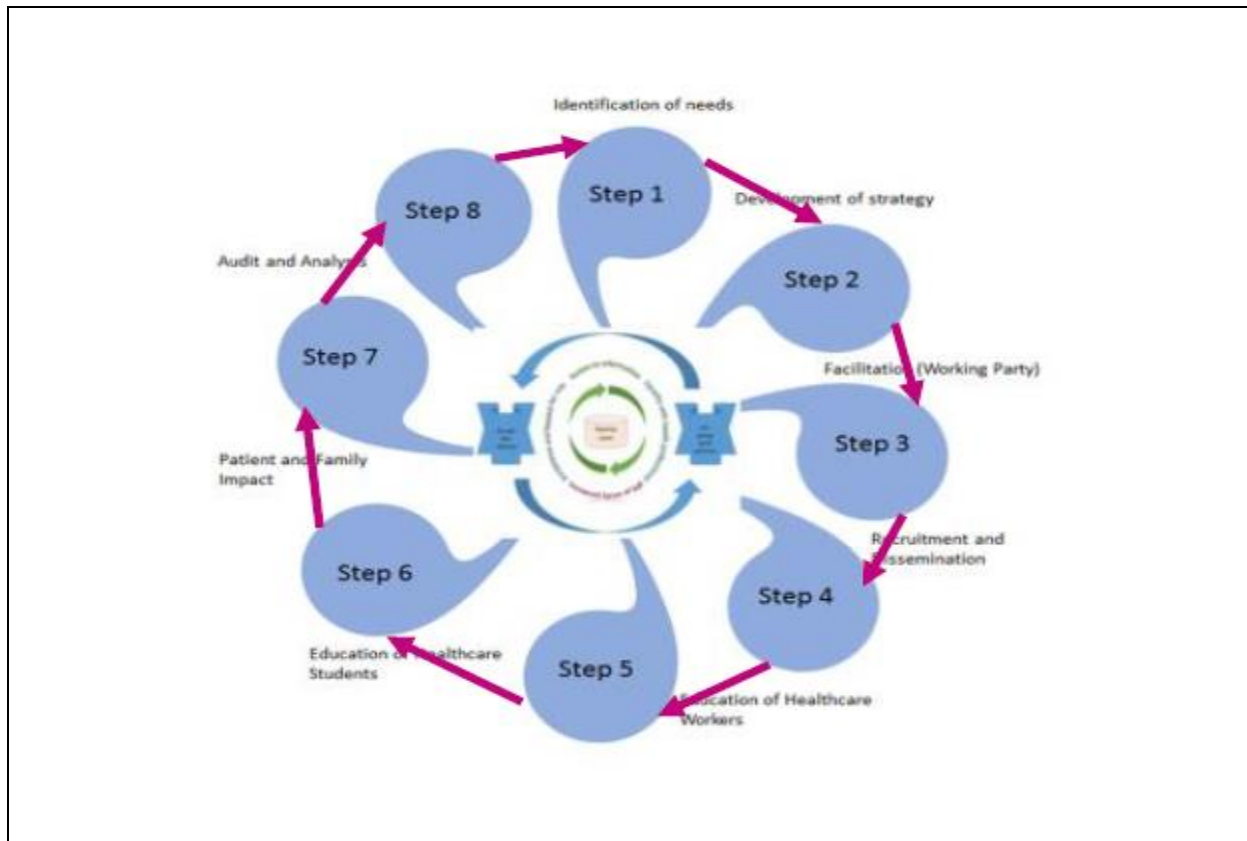 Identification of needs
Step 1
Development of strategy
Step 2
Facilitation (Working Party)
Step 3
Recruitment and
Dissemination
Step 4
Education of Healthcare
Workers
Step 5
Education of Healthcare
Students
Step 6
Patient and Family
Impact
Step 7
Audit and Analysis
Step 8